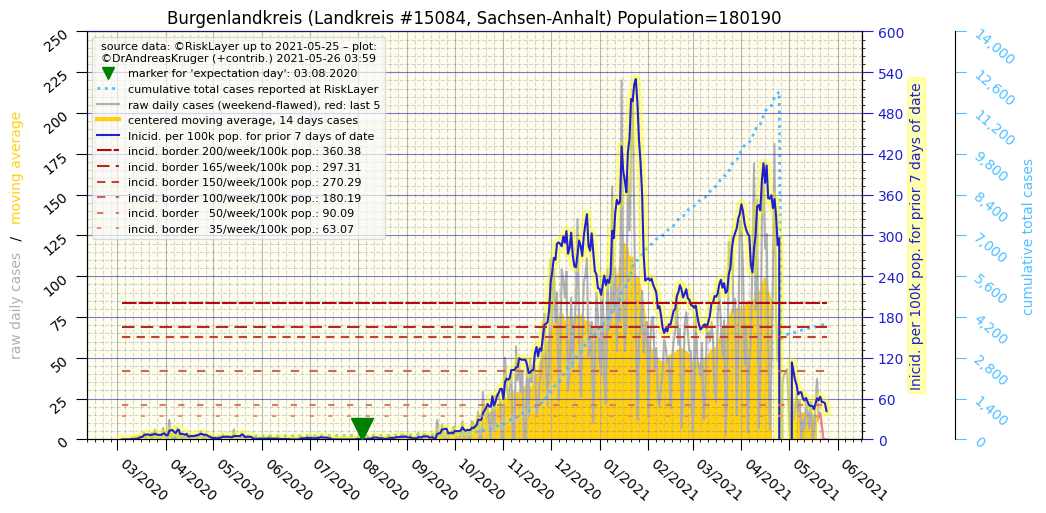 Burgenlandkreis (Landkreis #15084, Sachsen-Anhalt) Population=180190
source data: ©RiskLayer up to 2021-05-25 – plot:
©DrAndreasKruger (+contrib.) 2021-05-26 03:59
marker for 'expectation day': 03.08.2020
cumulative total cases reported at RiskLayer
raw daily cases (weekend-flawed), red: last 5
centered moving average, 14 days cases
Inicid. per 100k pop. for prior 7 days of date
incid. border 200/week/100k pop.: 360.38
incid. border 165/week/100k pop.: 297.31
incid. border 150/week/100k pop.: 270.29
incid. border 100/week/100k pop.: 180.19
incid. border   50/week/100k pop.: 90.09
incid. border   35/week/100k pop.: 63.07
raw daily cases / moving average
250
225
200
175
150
125
100
75
50
25
0
03/2020
04/2020
05/2020
06/2020
07/2020
08/2020
09/2020
10/2020
11/2020
12/2020
01/2021
02/2021
03/2021
04/2021
05/2021
06/2021
600
540
480
420
360
300
240
180
120
60
0
Inicid. per 100k pop. for prior 7 days of date
14,000
12,600
11,200
9,800
8,400
7,000
5,600
4,200
2,800
1,400
0
cumulative total cases